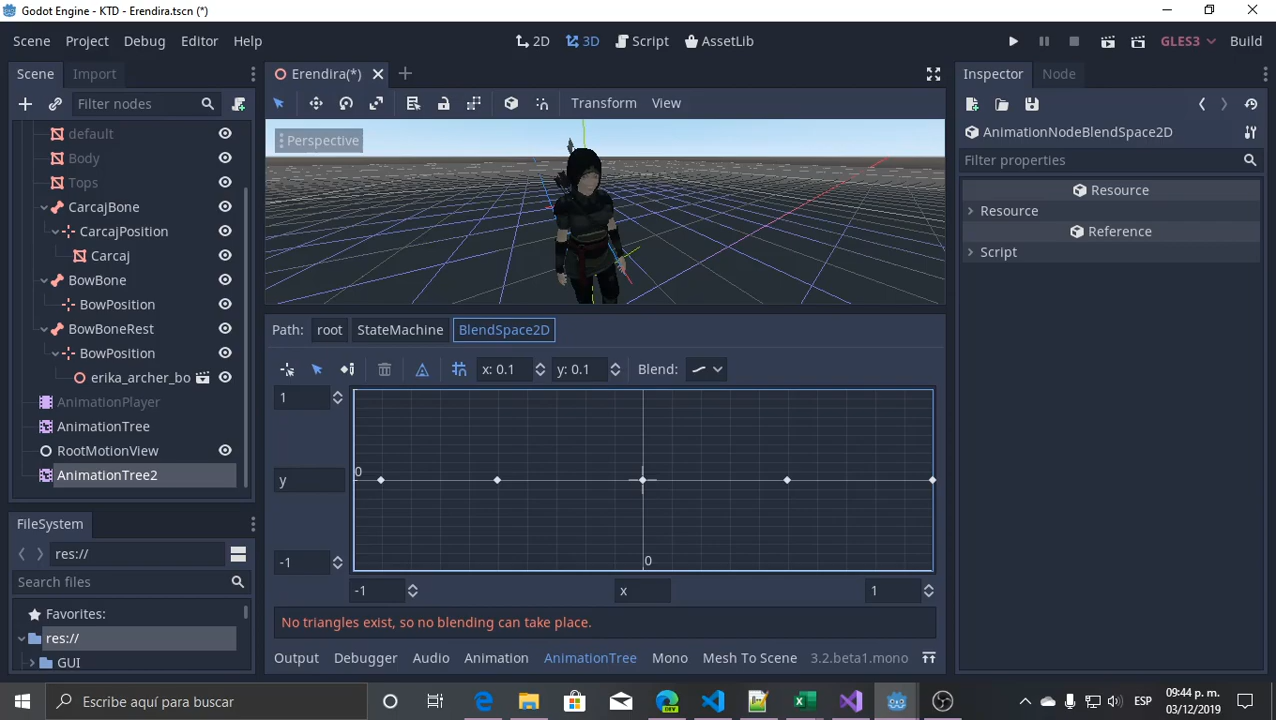 Godot Engine - KTD - Erendira.tscn (*)
Scene Project Debug Editor Help
2D 3D Script AssetLib
GLES3 Build
Scene Import
Filter nodes
default
Body
Tops
CarcajBone
CarcajPosition
Carcaj
BowBone
BowPosition
BowBoneRest
BowPosition
erika_archer_bo
AnimationPlayer
AnimationTree
RootMotionView
AnimationTree2
FileSystem
res://
Search files
Favorites:
res://
GUI
Erendira(*)
Transform View
Perspective
Path: root StateMachine BlendSpace2D
x: 0.1 y: 0.1 Blend:
1
0
y
0
-1
-1 x 1
No triangles exist, so no blending can take place.
Output Debugger Audio Animation AnimationTree Mono Mesh To Scene 3.2.beta1.mono
Inspector Node
AnimationNodeBlendSpace2D
Filter properties
Resource
Resource
Reference
Script
Escribe aquí para buscar
DEV
ESP
09:44 p. m.
03/12/2019